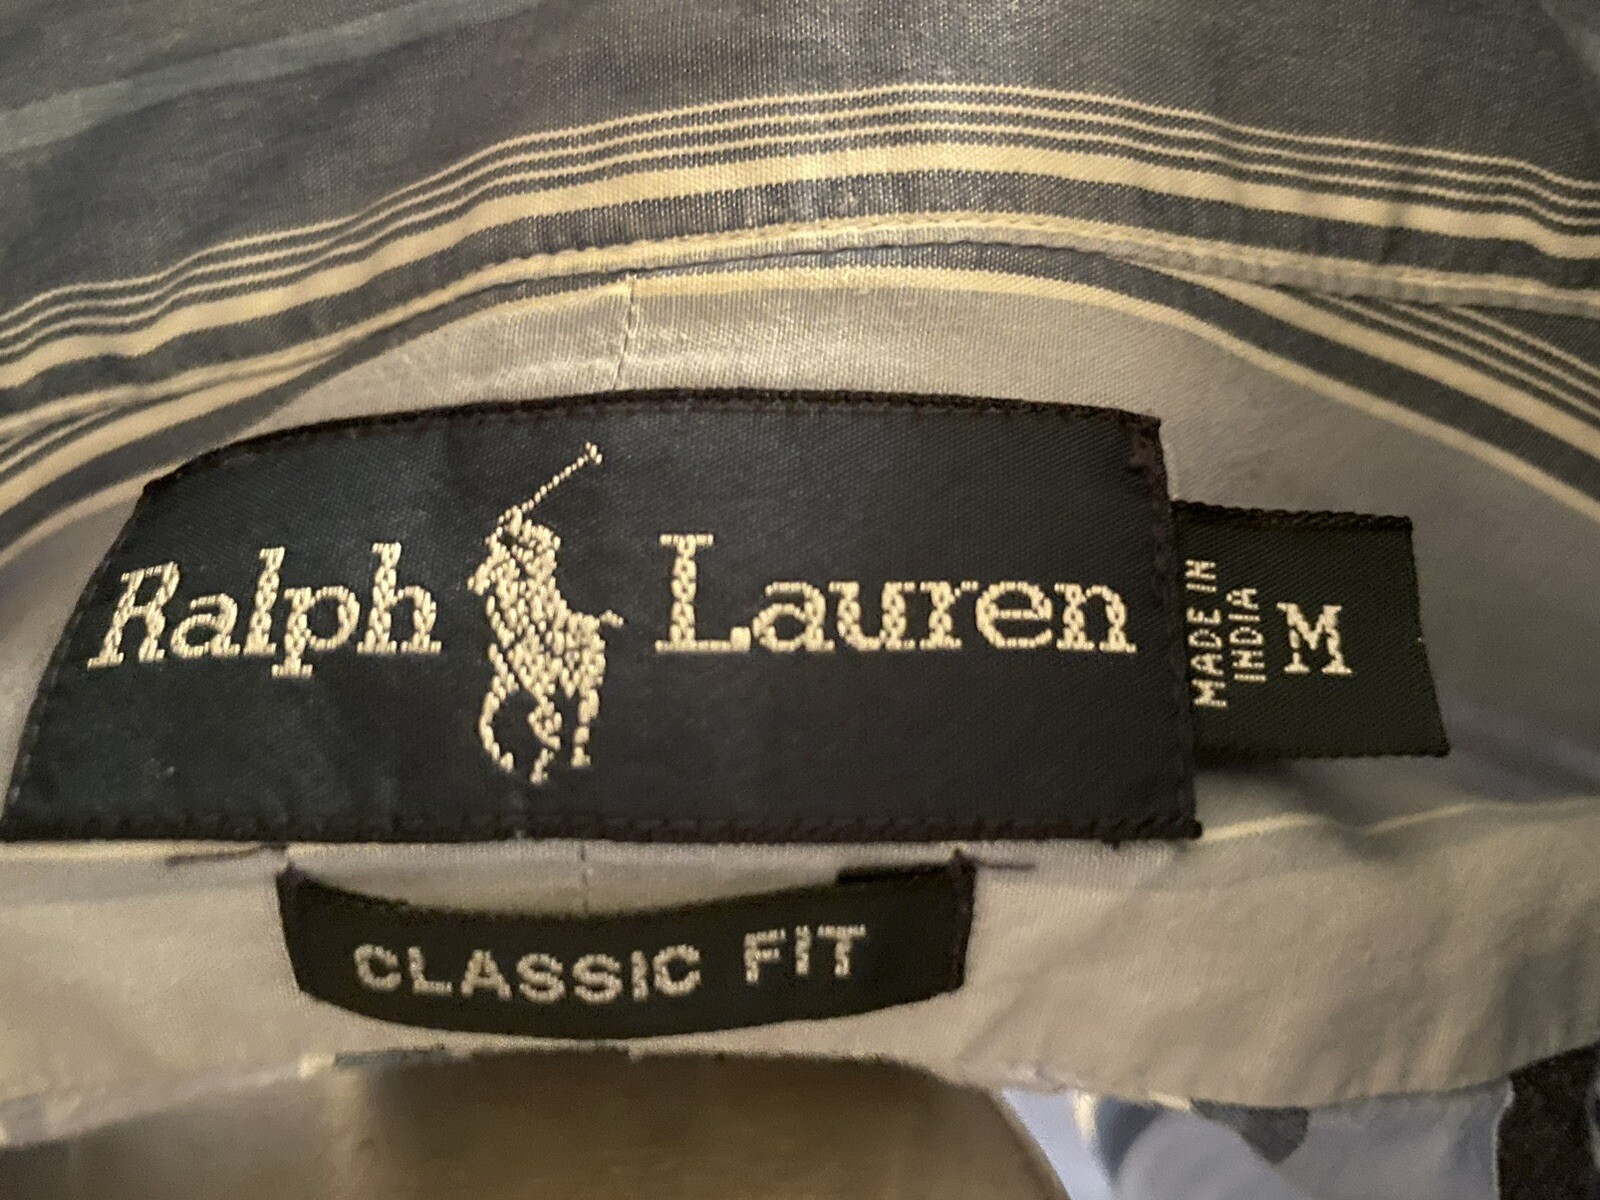 Ralph Lauren
MADE IN
INDIA
M
CLASSIC FIT